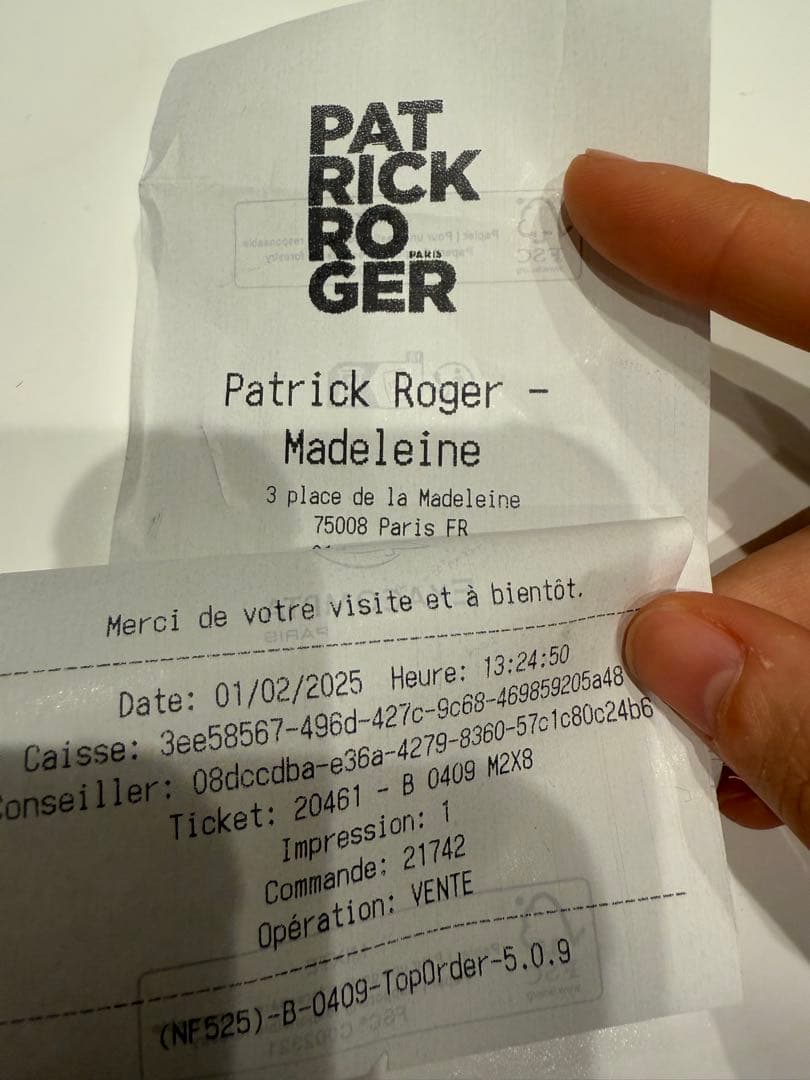 PAT
RICK
RO
PARIS
GER
Patrick Roger -
Madeleine
3 place de la Madeleine
75008 Paris FR
Merci de votre visite et à bientôt.
Date: 01/02/2025 Heure: 13:24:50
Caisse: 3ee58567-496d-427c-9c68-469859205a48
Conseiller: 08dccdba-e36a-4279-8360-57c1c80c24b6
Ticket: 20461 - B 0409 M2X8
Impression: 1
Commande: 21742
Opération: VENTE
(NF525)-B-0409-TopOrder-5.0.9